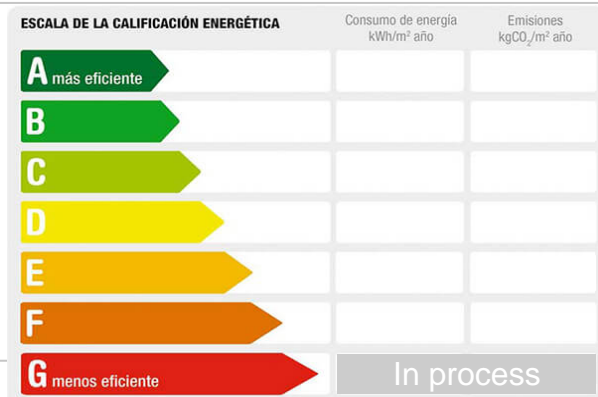 ESCALA DE LA CALIFICACIÓN ENERGÉTICA
Consumo de energía
kWh/m² año
Emisiones
kgCO₂/m² año
A más eficiente
B
C
D
E
F
G menos eficiente
In process